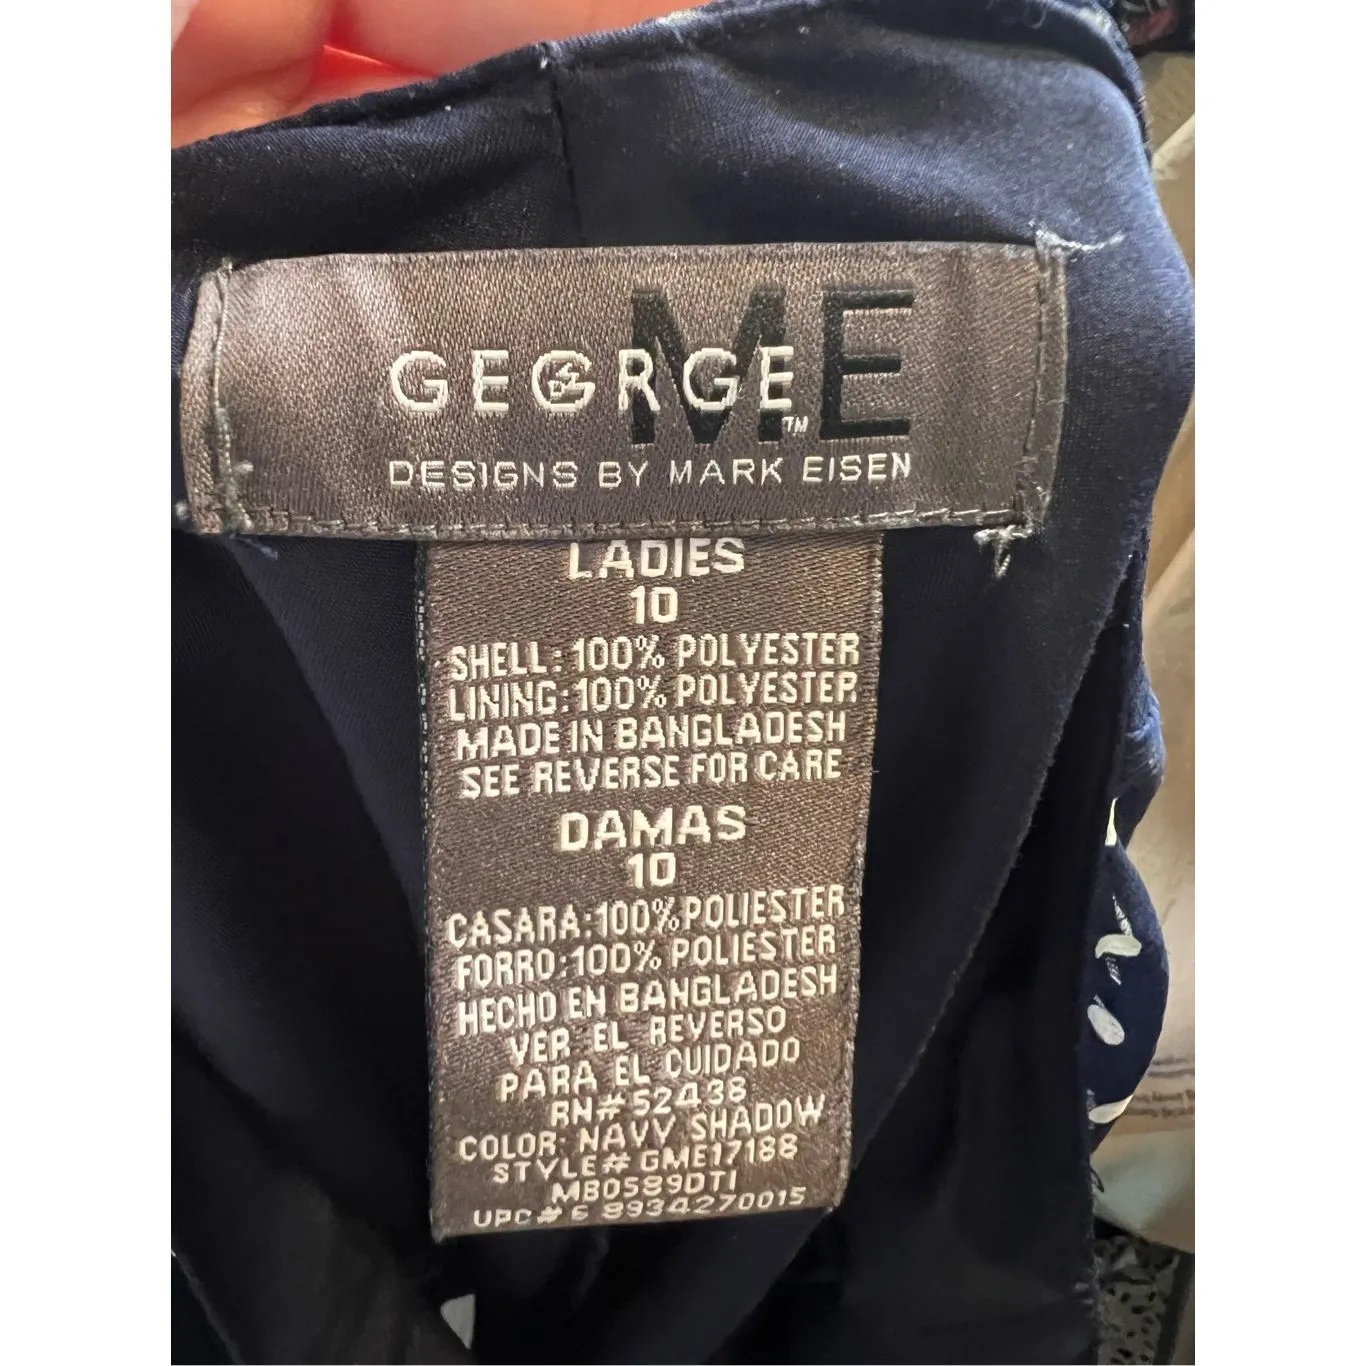 GEORGE ME TM
DESIGNS BY MARK EISEN
LADIES
10
SHELL: 100% POLYESTER
LINING: 100% POLYESTER
MADE IN BANGLADESH
SEE REVERSE FOR CARE
DAMAS
10
CASARA: 100% POLIESTER
FORRO: 100% POLIESTER
HECHO EN BANGLADESH
VER EL REVERSO
PARA EL CUIDADO
RN# 52438
COLOR: NAVY SHADOW
STYLE# GME17188
MB0589DTI
UPC# 6 8934270015